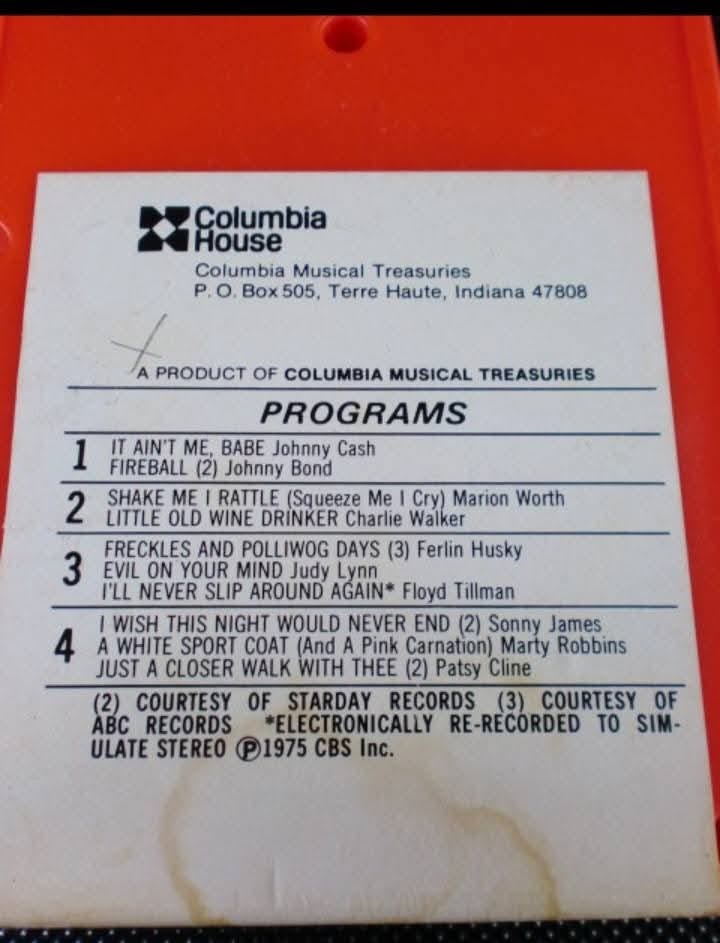 Columbia
House
Columbia Musical Treasuries
P. O. Box 505, Terre Haute, Indiana 47808
A PRODUCT OF COLUMBIA MUSICAL TREASURIES
PROGRAMS
1 IT AIN'T ME, BABE Johnny Cash
FIREBALL (2) Johnny Bond
2 SHAKE ME I RATTLE (Squeeze Me I Cry) Marion Worth
LITTLE OLD WINE DRINKER Charlie Walker
3 FRECKLES AND POLLIWOG DAYS (3) Ferlin Husky
EVIL ON YOUR MIND Judy Lynn
I'LL NEVER SLIP AROUND AGAIN* Floyd Tillman
4 I WISH THIS NIGHT WOULD NEVER END (2) Sonny James
A WHITE SPORT COAT (And A Pink Carnation) Marty Robbins
JUST A CLOSER WALK WITH THEE (2) Patsy Cline
(2) COURTESY OF STARDAY RECORDS (3) COURTESY OF
ABC RECORDS *ELECTRONICALLY RE-RECORDED TO SIM-
ULATE STEREO ℗1975 CBS Inc.